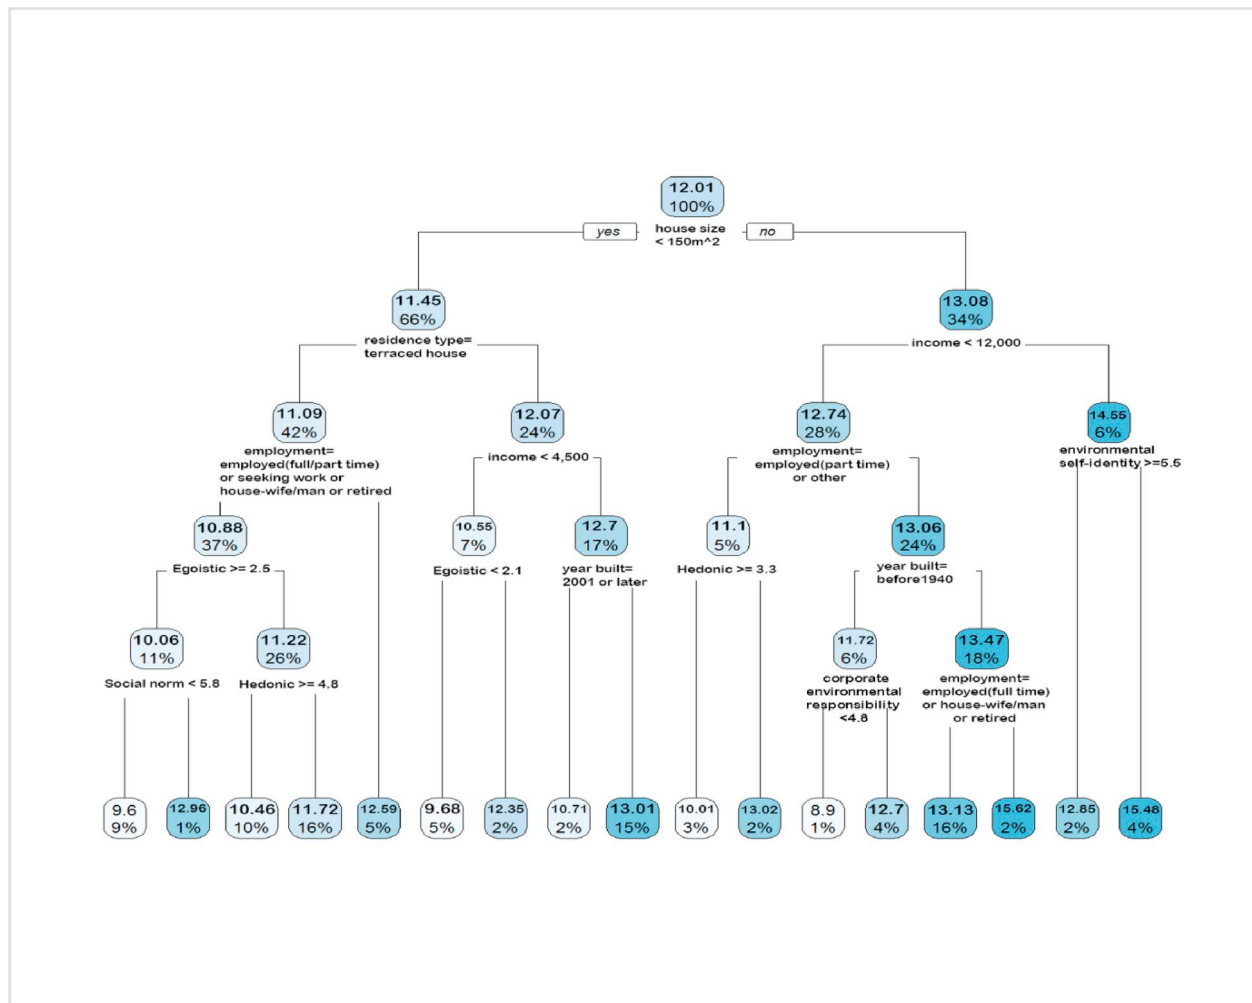 12.01
100%
yes
house size
< 150m^2
no
11.45
66%
13.08
34%
residence type=
terraced house
income < 12,000
11.09
42%
12.07
24%
12.74
28%
14.55
6%
employment=
employed(full/part time)
or seeking work or
house-wife/man or retired
income < 4,500
employment=
employed(part time)
or other
environmental
self-identity >=5.5
10.88
37%
10.55
7%
12.7
17%
11.1
5%
13.06
24%
Egoistic >= 2.5
Egoistic < 2.1
year built=
2001 or later
Hedonic >= 3.3
year built=
before1940
10.06
11%
11.22
26%
11.72
6%
13.47
18%
Social norm < 5.8
Hedonic >= 4.8
corporate
environmental
responsibility
<4.8
employment=
employed(full time)
or house-wife/man
or retired
9.6
9%
12.96
1%
10.46
10%
11.72
16%
12.59
5%
9.68
5%
12.35
2%
10.71
2%
13.01
15%
10.01
3%
13.02
2%
8.9
1%
12.7
4%
13.13
16%
15.62
2%
12.85
2%
15.48
4%